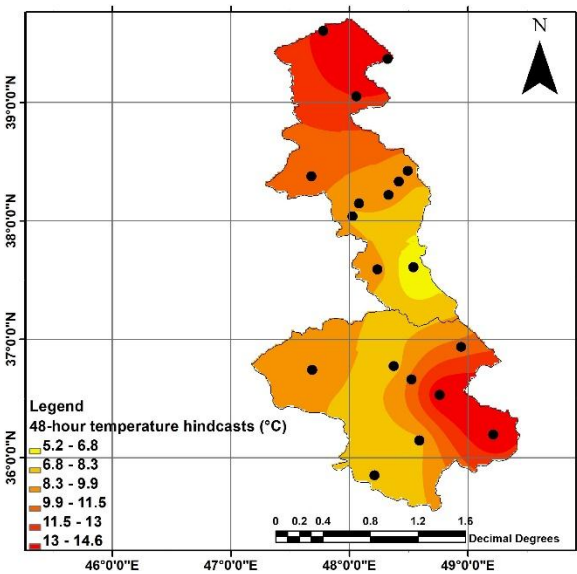 N
39°0'0"N
38°0'0"N
37°0'0"N
36°0'0"N
Legend
48-hour temperature hindcasts (°C)
5.2 - 6.8
6.8 - 8.3
8.3 - 9.9
9.9 - 11.5
11.5 - 13
13 - 14.6
0 0.2 0.4 0.8 1.2 1.6
Decimal Degrees
46°0'0"E 47°0'0"E 48°0'0"E 49°0'0"E